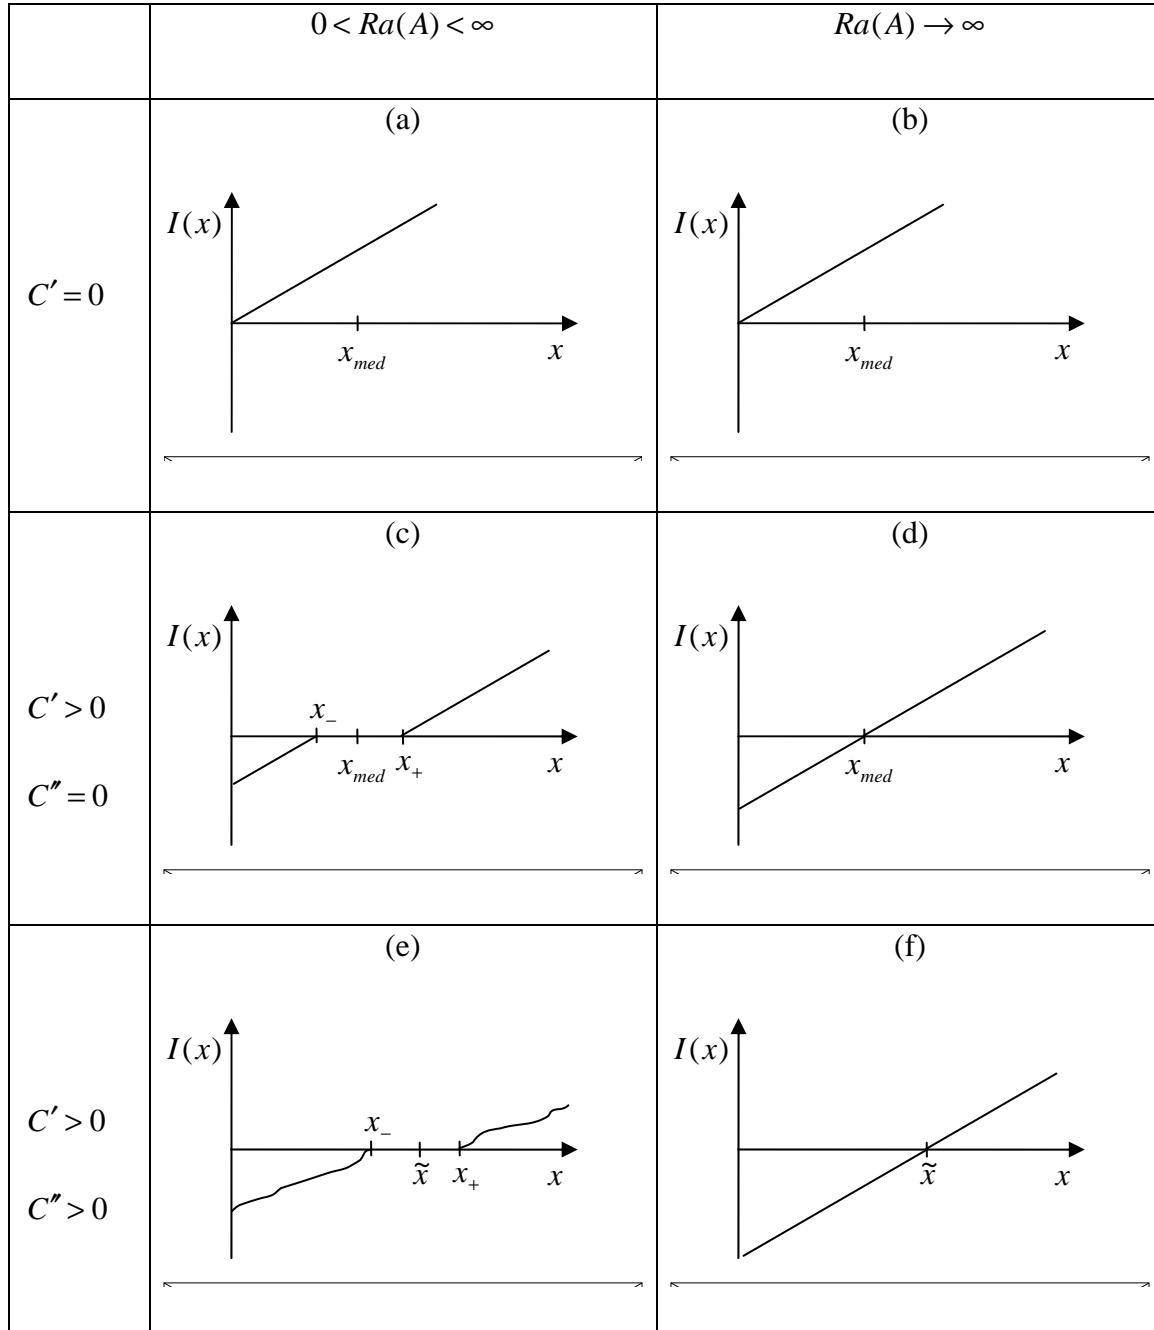 0 < Ra(A) < ∞
Ra(A) → ∞
C′ = 0
(a)
I(x)
x_med
x
(b)
I(x)
x_med
x
C′ > 0
C″ = 0
(c)
I(x)
x_−
x_med
x_+
x
(d)
I(x)
x_med
x
C′ > 0
C″ > 0
(e)
I(x)
x_−
x̃
x_+
x
(f)
I(x)
x̃
x